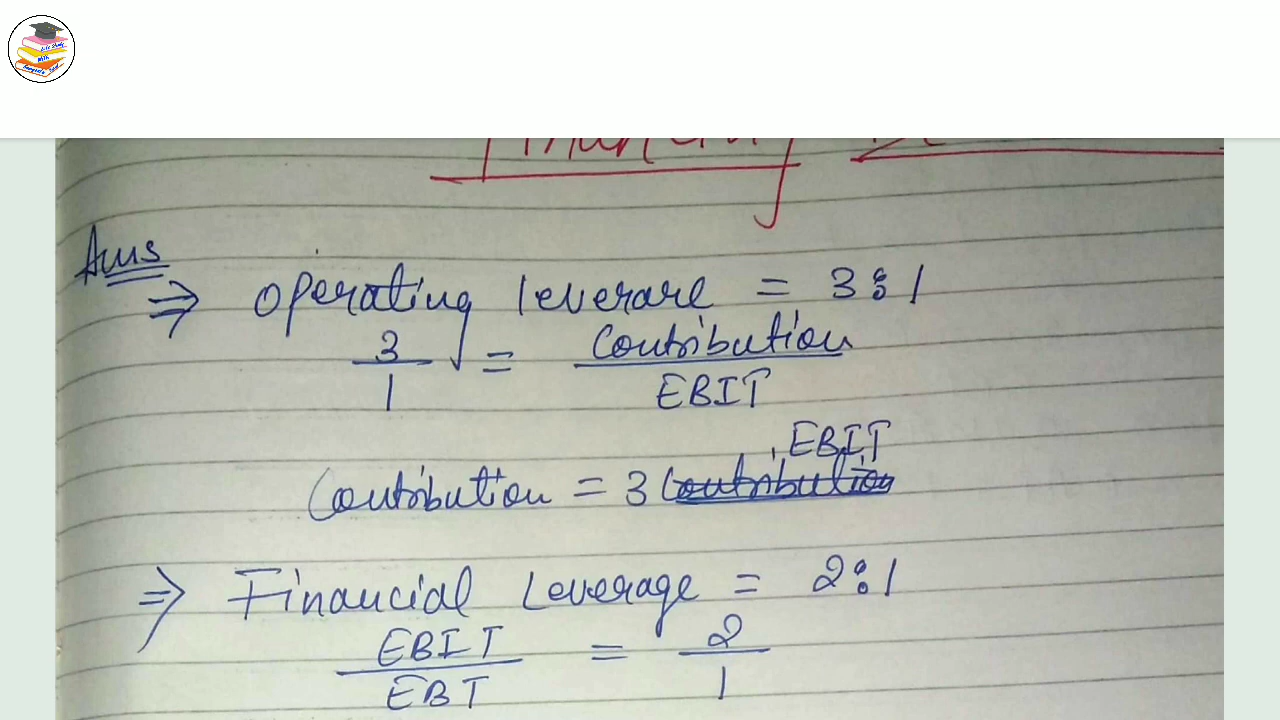 Ans
⇒ Operating leverare = 3:1
3/1 = Contribution/EBIT
EBIT
Contribution = 3
⇒ Financial Leverage = 2:1
EBIT/EBT = 2/1